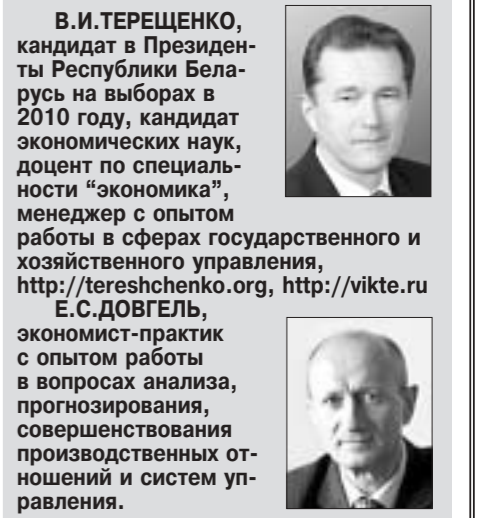 В.И.ТЕРЕЩЕНКО,
кандидат в Президен-
ты Республики Бела-
русь на выборах в
2010 году, кандидат
экономических наук,
доцент по специаль-
ности “экономика”,
менеджер с опытом
работы в сферах государственного и
хозяйственного управления,
http://tereshchenko.org, http://vikte.ru
Е.С.ДОВГЕЛЬ,
экономист-практик
с опытом работы
в вопросах анализа,
прогнозирования,
совершенствования
производственных от-
ношений и систем уп-
равления.